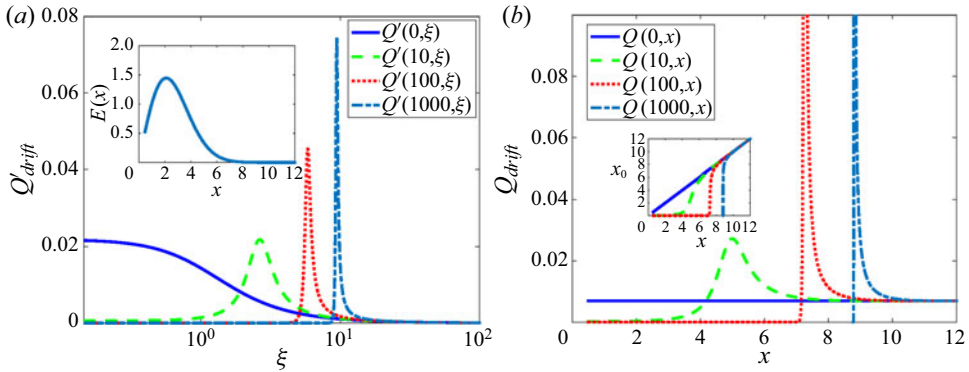 (a)
0.08
0.06
0.04
0.02
0
Q′drift
2.0
1.5
1.0
0.5
E(x)
0 2 4 6 8 10 12
x
Q′(0,ξ)
Q′(10,ξ)
Q′(100,ξ)
Q′(1000,ξ)
10⁰ 10¹ 10²
ξ
(b)
0.08
0.06
0.04
0.02
Qdrift
Q(0,x)
Q(10,x)
Q(100,x)
Q(1000,x)
12
10
8
6
4
2
0
x₀
0 2 4 6 8 10 12
x
0 2 4 6 8 10 12
x